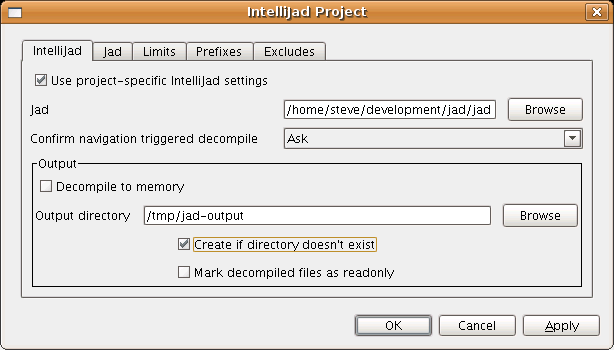 IntelliJad Project
IntelliJad Jad Limits Prefixes Excludes
Use project-specific IntelliJad settings
Jad /home/steve/development/jad/jad Browse
Confirm navigation triggered decompile Ask
Output
Decompile to memory
Output directory /tmp/jad-output Browse
Create if directory doesn't exist
Mark decompiled files as readonly
OK Cancel Apply